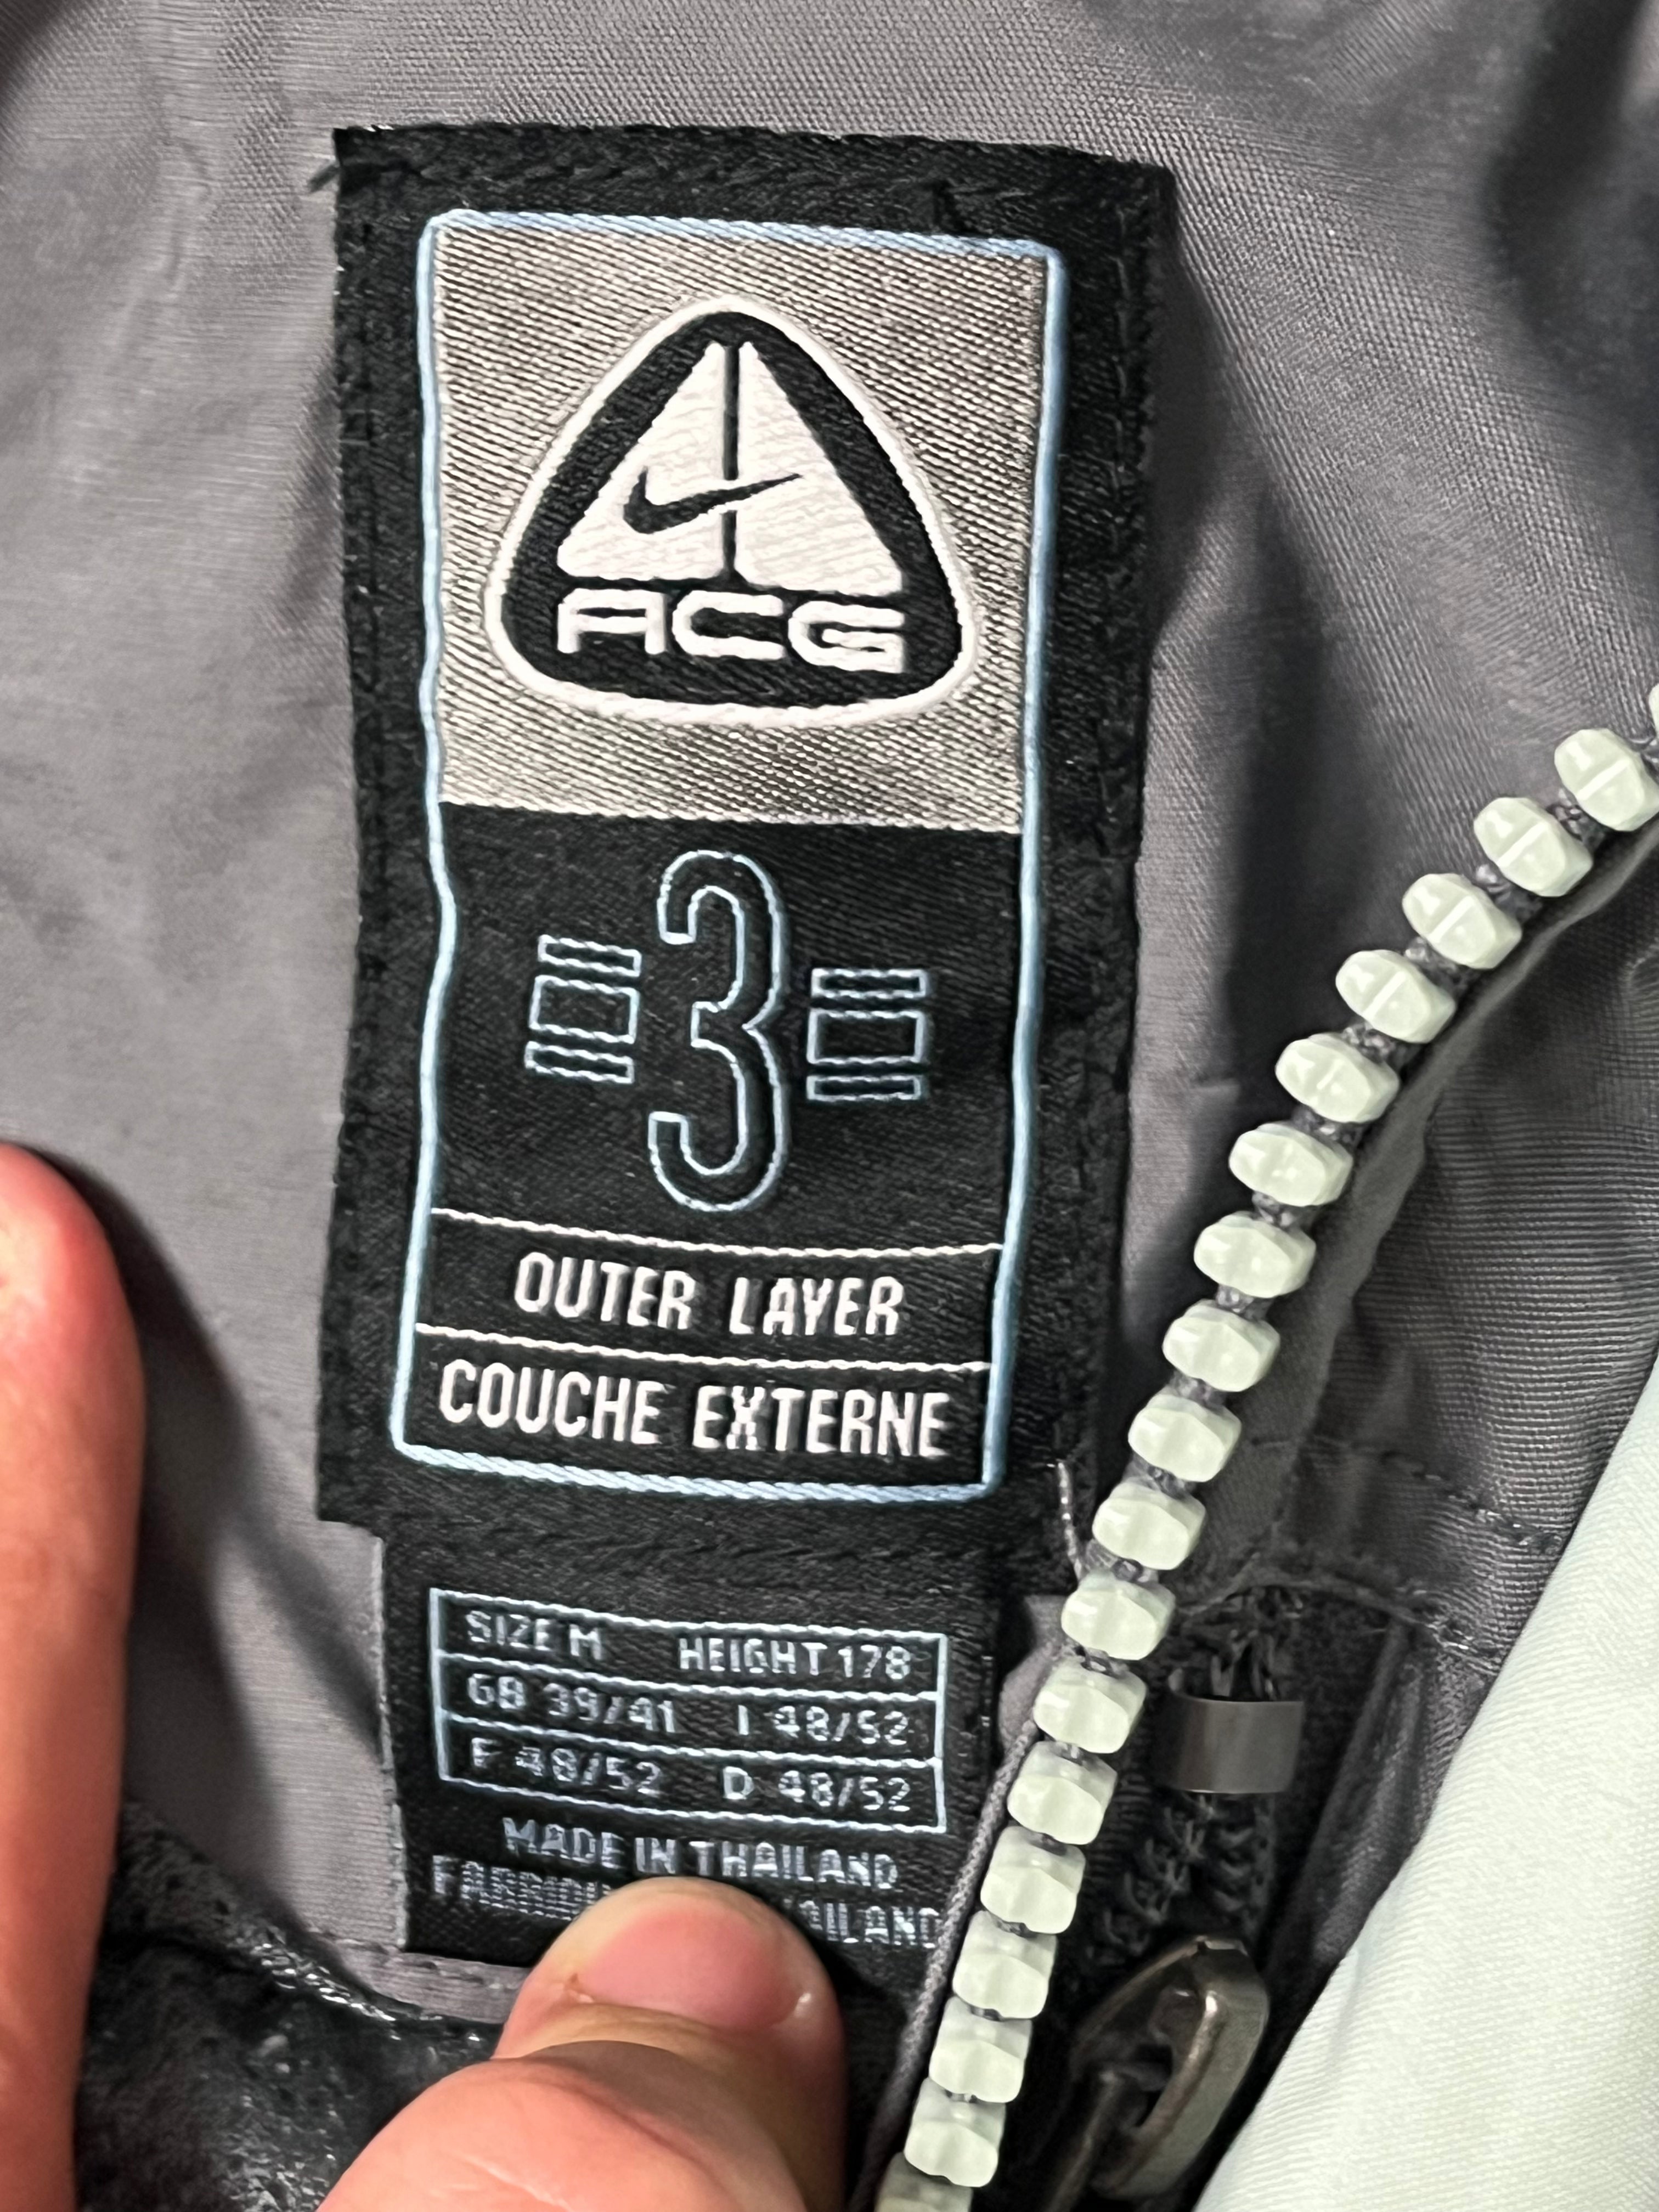 ACG
3
OUTER LAYER
COUCHE EXTERNE
SIZE M HEIGHT 178
GB 39/41 I 48/52
F 48/52 D 48/52
MADE IN THAILAND